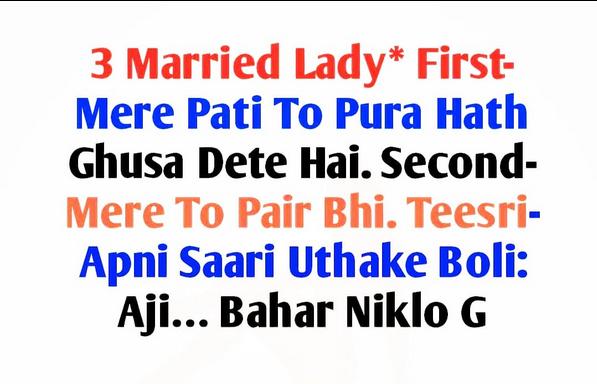 3 Married Lady* First-
Mere Pati To Pura Hath
Ghusa Dete Hai. Second-
Mere To Pair Bhi. Teesri-
Apni Saari Uthake Boli:
Aji... Bahar Niklo G